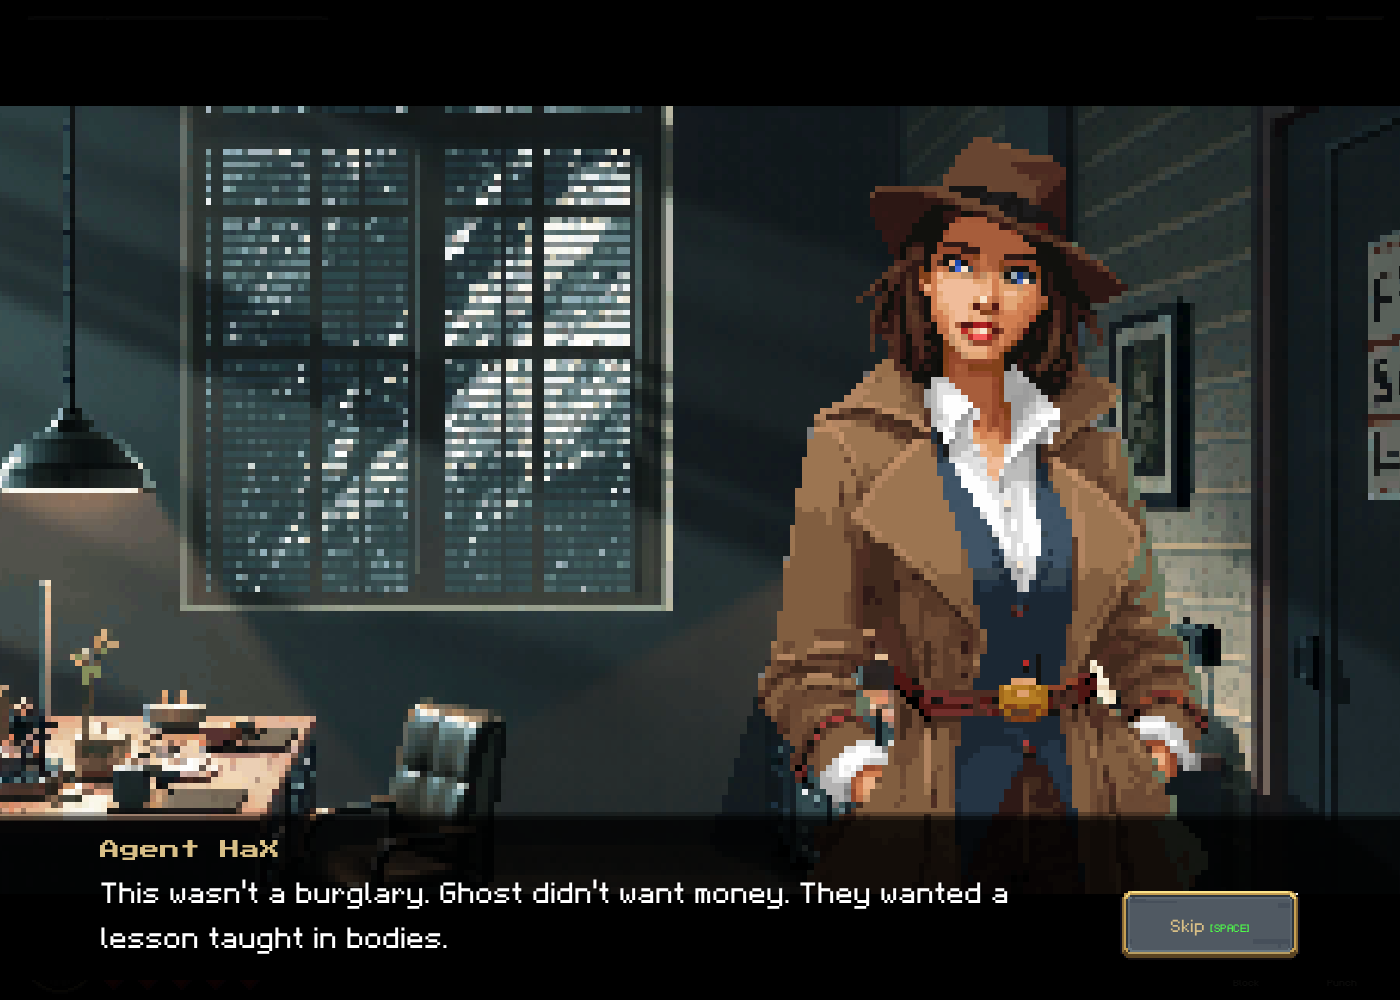 Agent HaX
This wasn't a burglary. Ghost didn't want money. They wanted a
lesson taught in bodies.
Skip [SPACE]